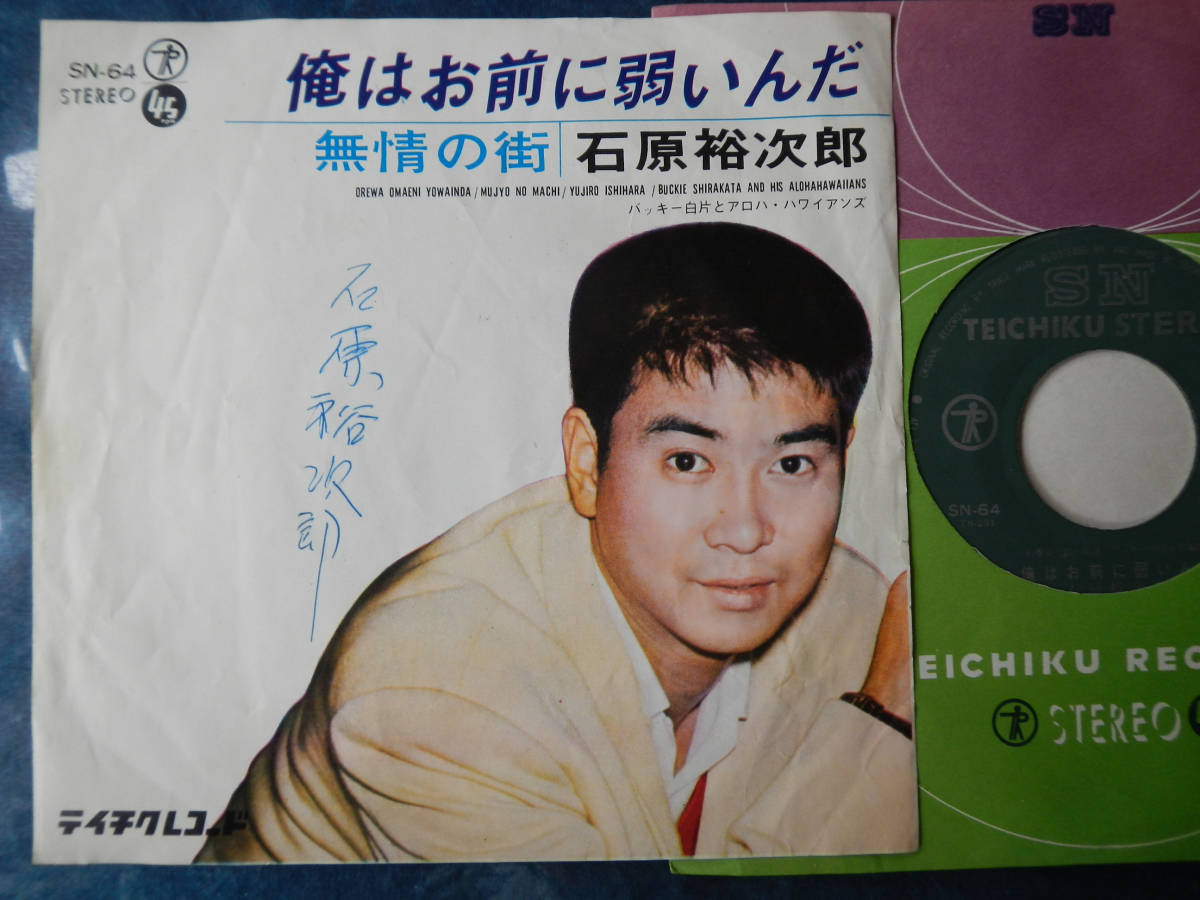 SN-64
STEREO
45
俺はお前に弱いんだ
無情の街 石原裕次郎
OREWA OMAENI YOWAINDA / MUJYO NO MACHI / YUJIRO ISHIHARA / BUCKIE SHIRAKATA AND HIS ALOHAHAWAIIANS
バッキー白片とアロハ・ハワイアンズ
石原裕次郎
テイチクレコード
SN
SN
TEICHIKU STER
SN-64
俺はお前に弱い
EICHIKU REC
STEREO